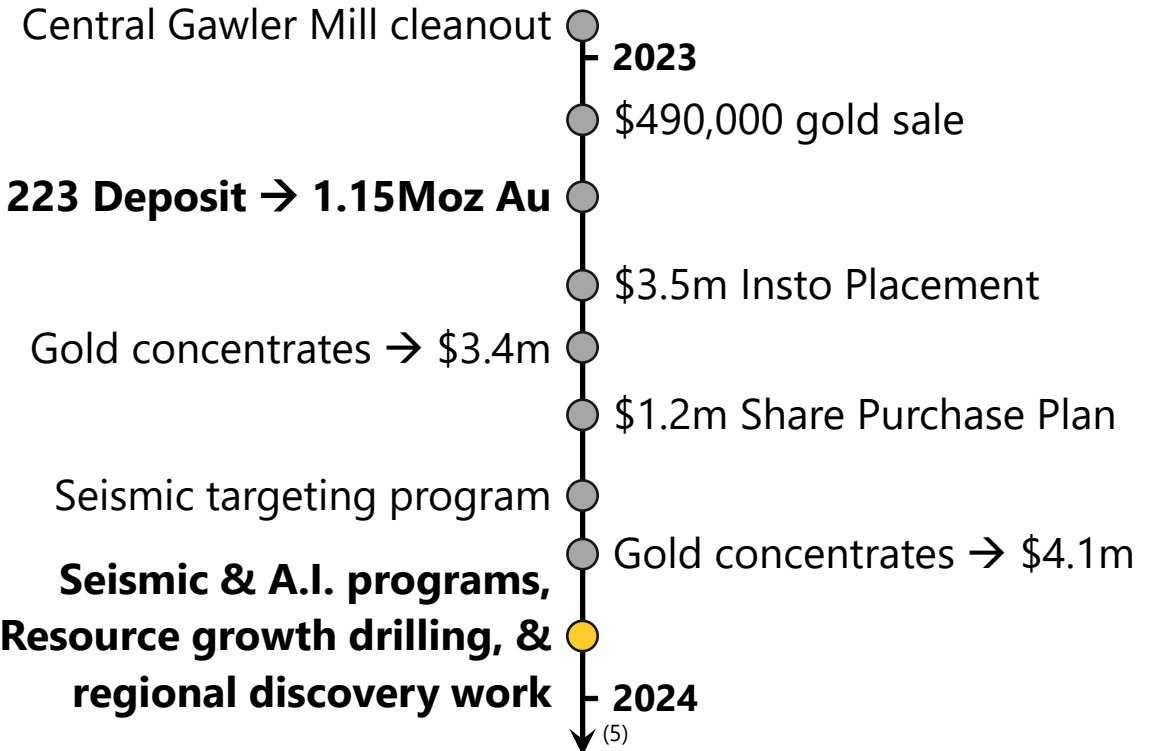 Central Gawler Mill cleanout
2023
$490,000 gold sale
223 Deposit → 1.15Moz Au
$3.5m Insto Placement
Gold concentrates → $3.4m
$1.2m Share Purchase Plan
Seismic targeting program
Gold concentrates → $4.1m
Seismic & A.I. programs,
Resource growth drilling, &
regional discovery work
2024
(5)